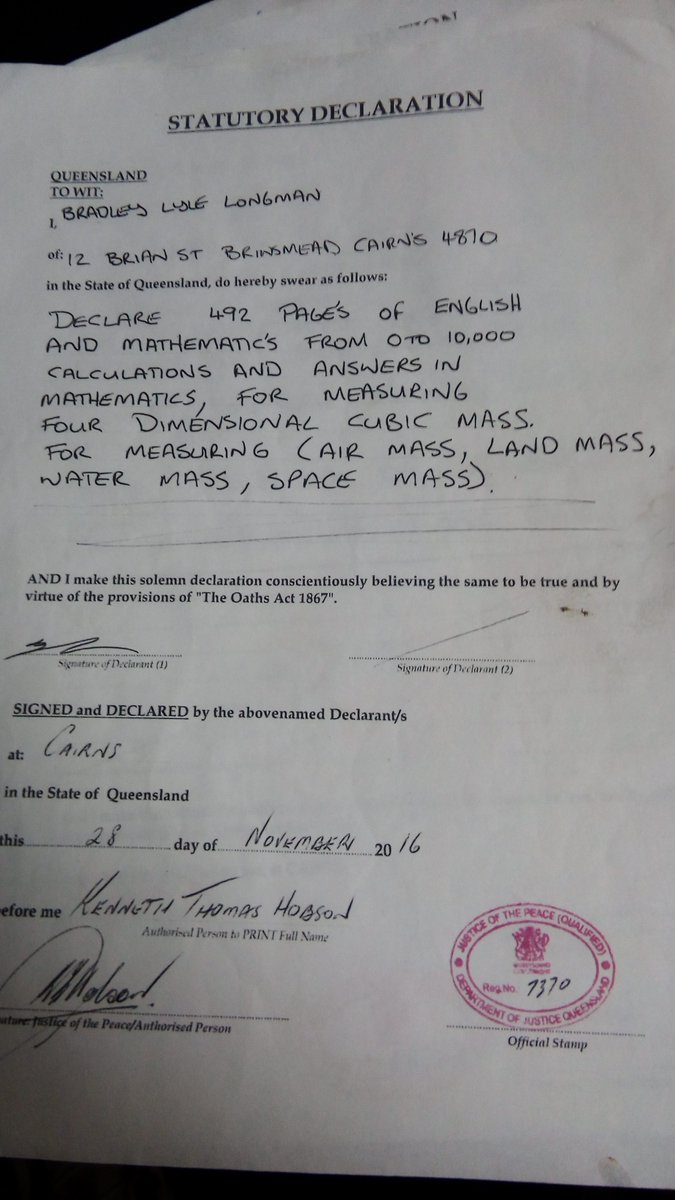 STATUTORY DECLARATION
QUEENSLAND
TO WIT:
I, BRADLEY LYLE LONGMAN
of: 12 BRIAN ST BRINSMEAD CAIRN'S 4870
in the State of Queensland, do hereby swear as follows:
DECLARE 492 PAGE'S OF ENGLISH
AND MATHEMATIC'S FROM 0 TO 10,000
CALCULATIONS AND ANSWERS IN
MATHEMATICS, FOR MEASURING
FOUR DIMENSIONAL CUBIC MASS.
FOR MEASURING (AIR MASS, LAND MASS,
WATER MASS, SPACE MASS).
AND I make this solemn declaration conscientiously believing the same to be true and by
virtue of the provisions of "The Oaths Act 1867".
Signature of Declarant (1)
Signature of Declarant (2)
SIGNED and DECLARED by the abovenamed Declarant/s
at: CAIRNS
in the State of Queensland
this 28 day of NOVEMBER 20 16
efore me KENNETH THOMAS HOBSON
Authorised Person to PRINT Full Name
ature: Justice of the Peace/Authorised Person
JUSTICE OF THE PEACE (QUALIFIED)
Reg.No. 7370
DEPARTMENT OF JUSTICE QUEENSLAND
Official Stamp